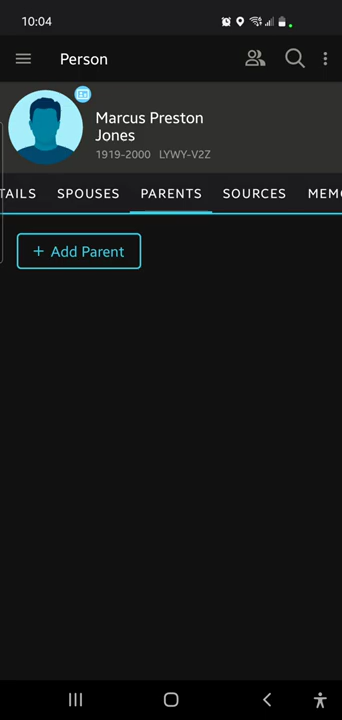 10:04
Person
Marcus Preston
Jones
1919-2000 LYWY-V2Z
TAILS SPOUSES PARENTS SOURCES MEMO
+ Add Parent